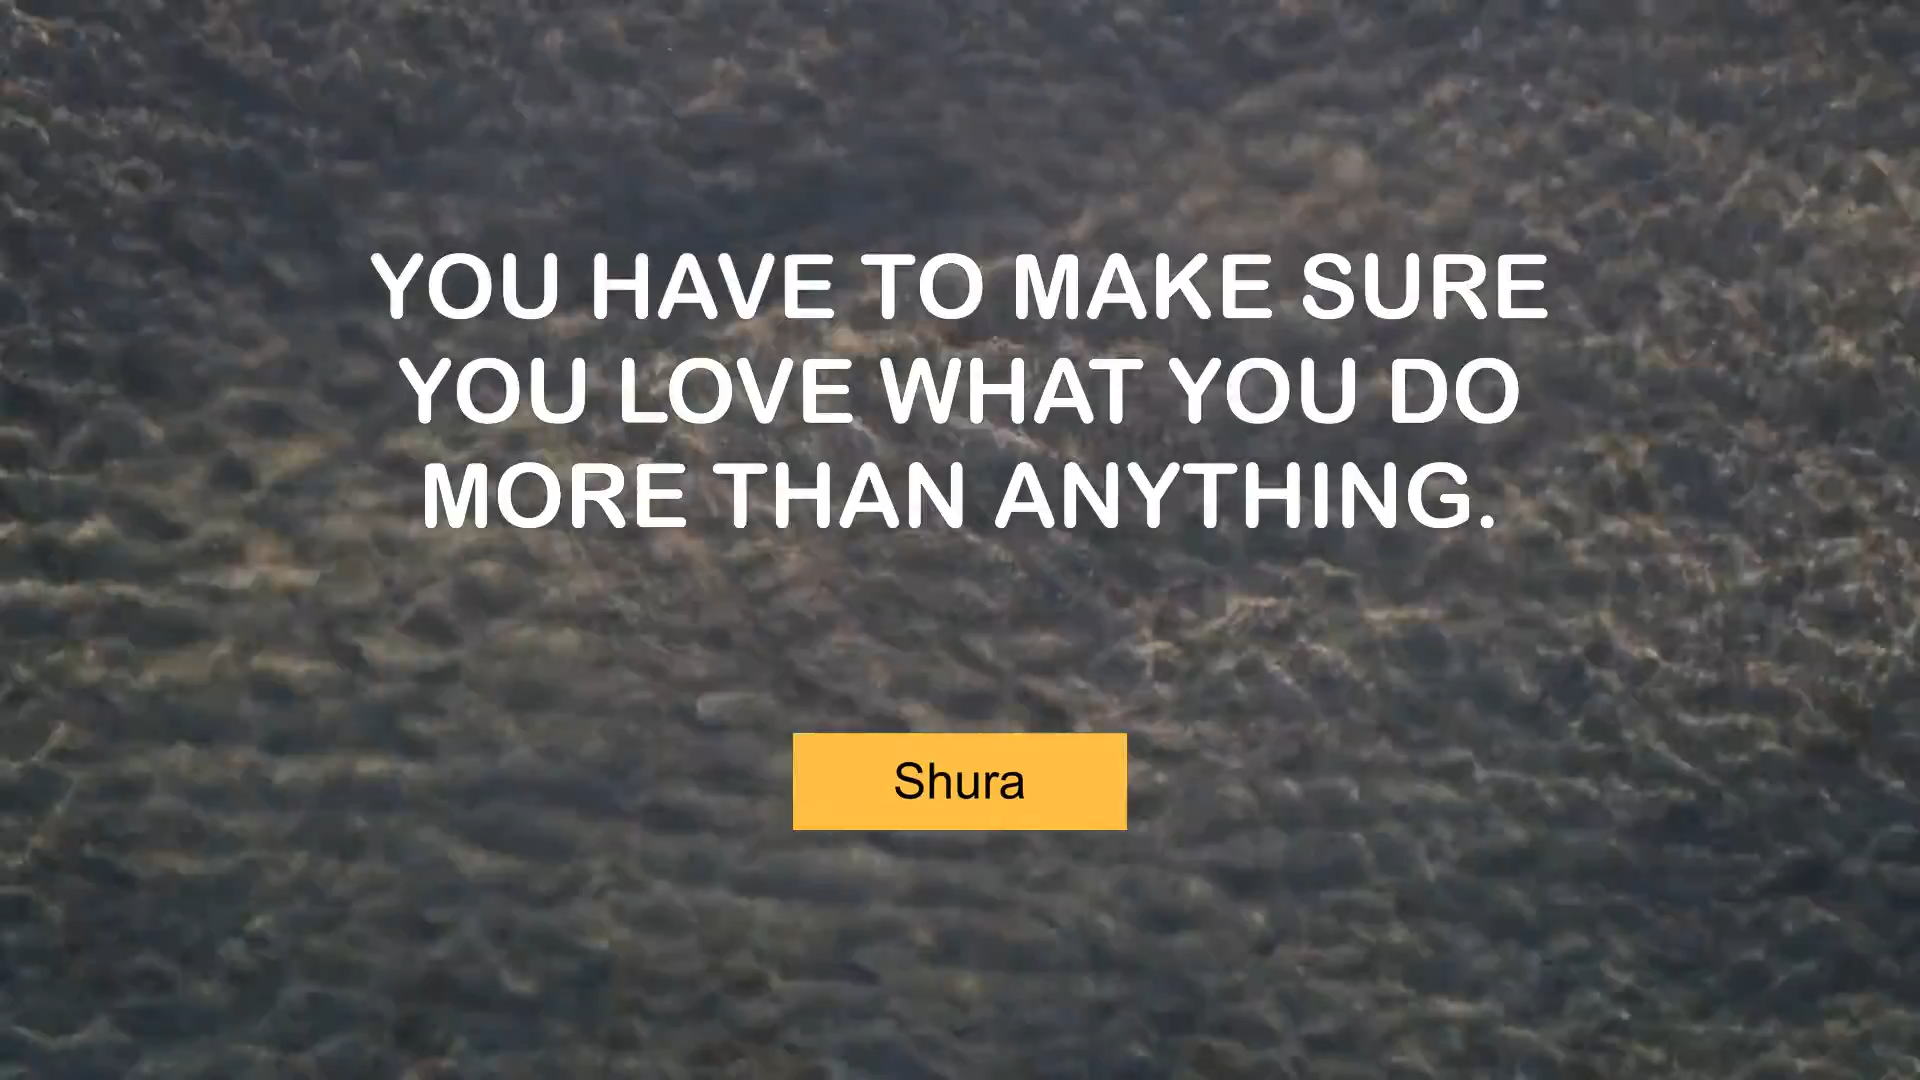 YOU HAVE TO MAKE SURE
YOU LOVE WHAT YOU DO
MORE THAN ANYTHING.
Shura